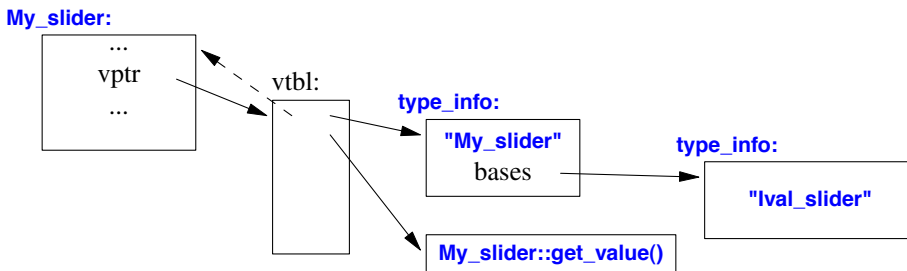 My_slider:
...
vptr
...
vtbl:
type_info:
"My_slider"
bases
type_info:
"Ival_slider"
My_slider::get_value()